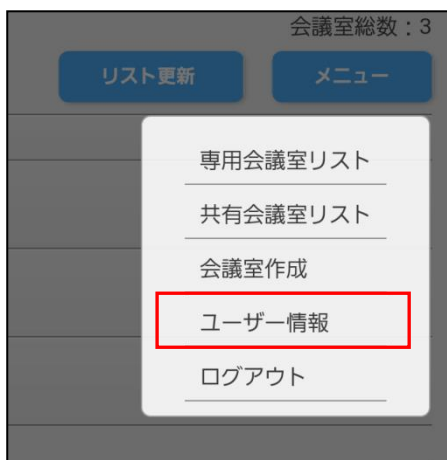 会議室総数：3
リスト更新 メニュー
専用会議室リスト
共有会議室リスト
会議室作成
ユーザー情報
ログアウト